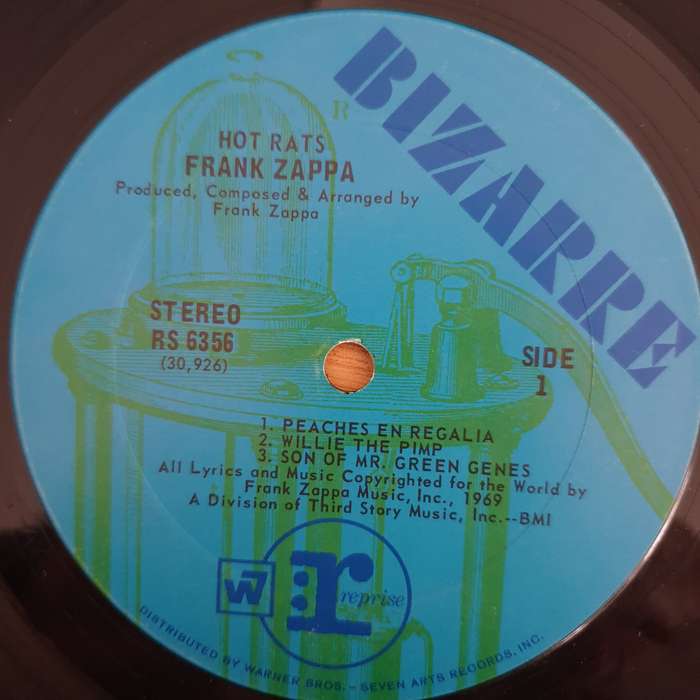 BIZARRE
R
HOT RATS
FRANK ZAPPA
Produced, Composed & Arranged by
Frank Zappa
STEREO
RS 6356
(30,926)
SIDE
1
1. PEACHES EN REGALIA
2. WILLIE THE PIMP
3. SON OF MR. GREEN GENES
All Lyrics and Music Copyrighted for the World by
Frank Zappa Music, Inc., 1969
A Division of Third Story Music, Inc.--BMI
W7
:r reprise
DISTRIBUTED BY WARNER BROS. – SEVEN ARTS RECORDS, INC.